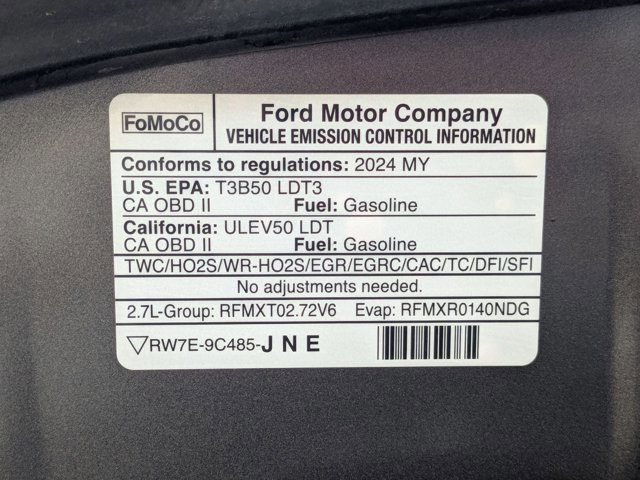 FoMoCo
Ford Motor Company
VEHICLE EMISSION CONTROL INFORMATION
Conforms to regulations: 2024 MY
U.S. EPA: T3B50 LDT3
CA OBD II Fuel: Gasoline
California: ULEV50 LDT
CA OBD II Fuel: Gasoline
TWC/HO2S/WR-HO2S/EGR/EGRC/CAC/TC/DFI/SFI
No adjustments needed.
2.7L-Group: RFMXT02.72V6 Evap: RFMXR0140NDG
RW7E-9C485-JNE